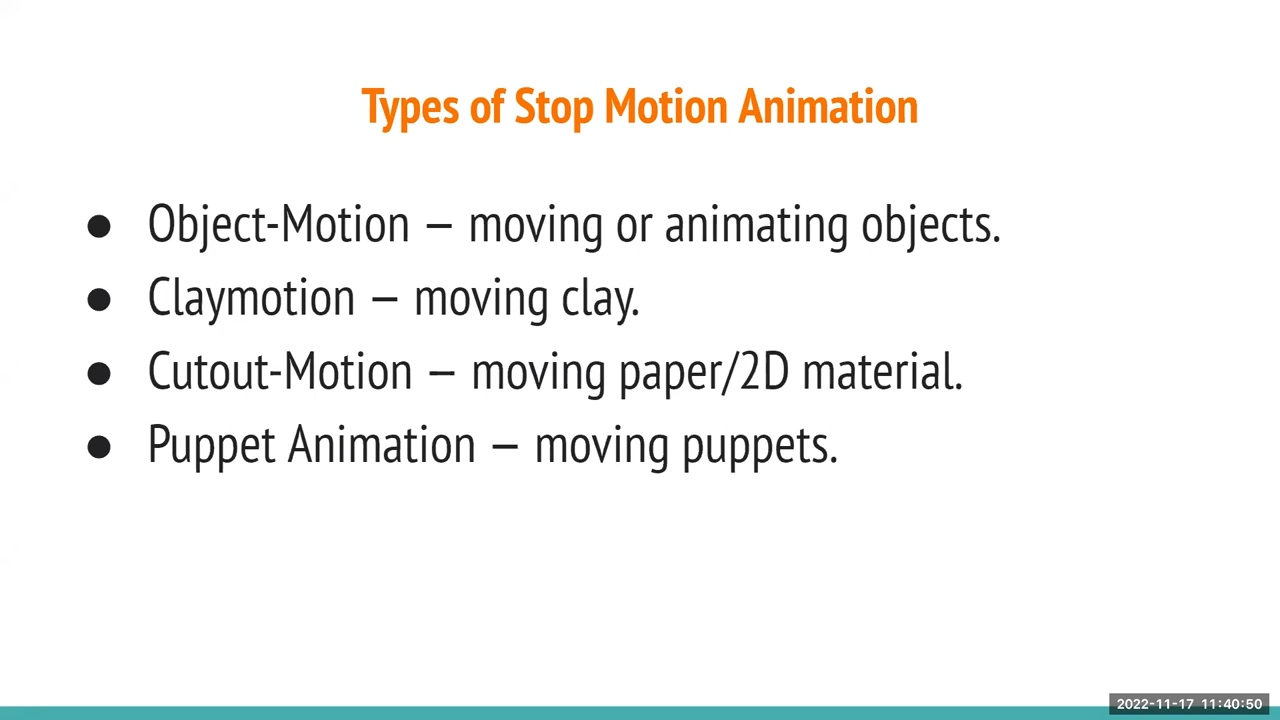 Types of Stop Motion Animation
● Object-Motion — moving or animating objects.
● Claymotion — moving clay.
● Cutout-Motion — moving paper/2D material.
● Puppet Animation — moving puppets.
2022-11-17 11:40:50